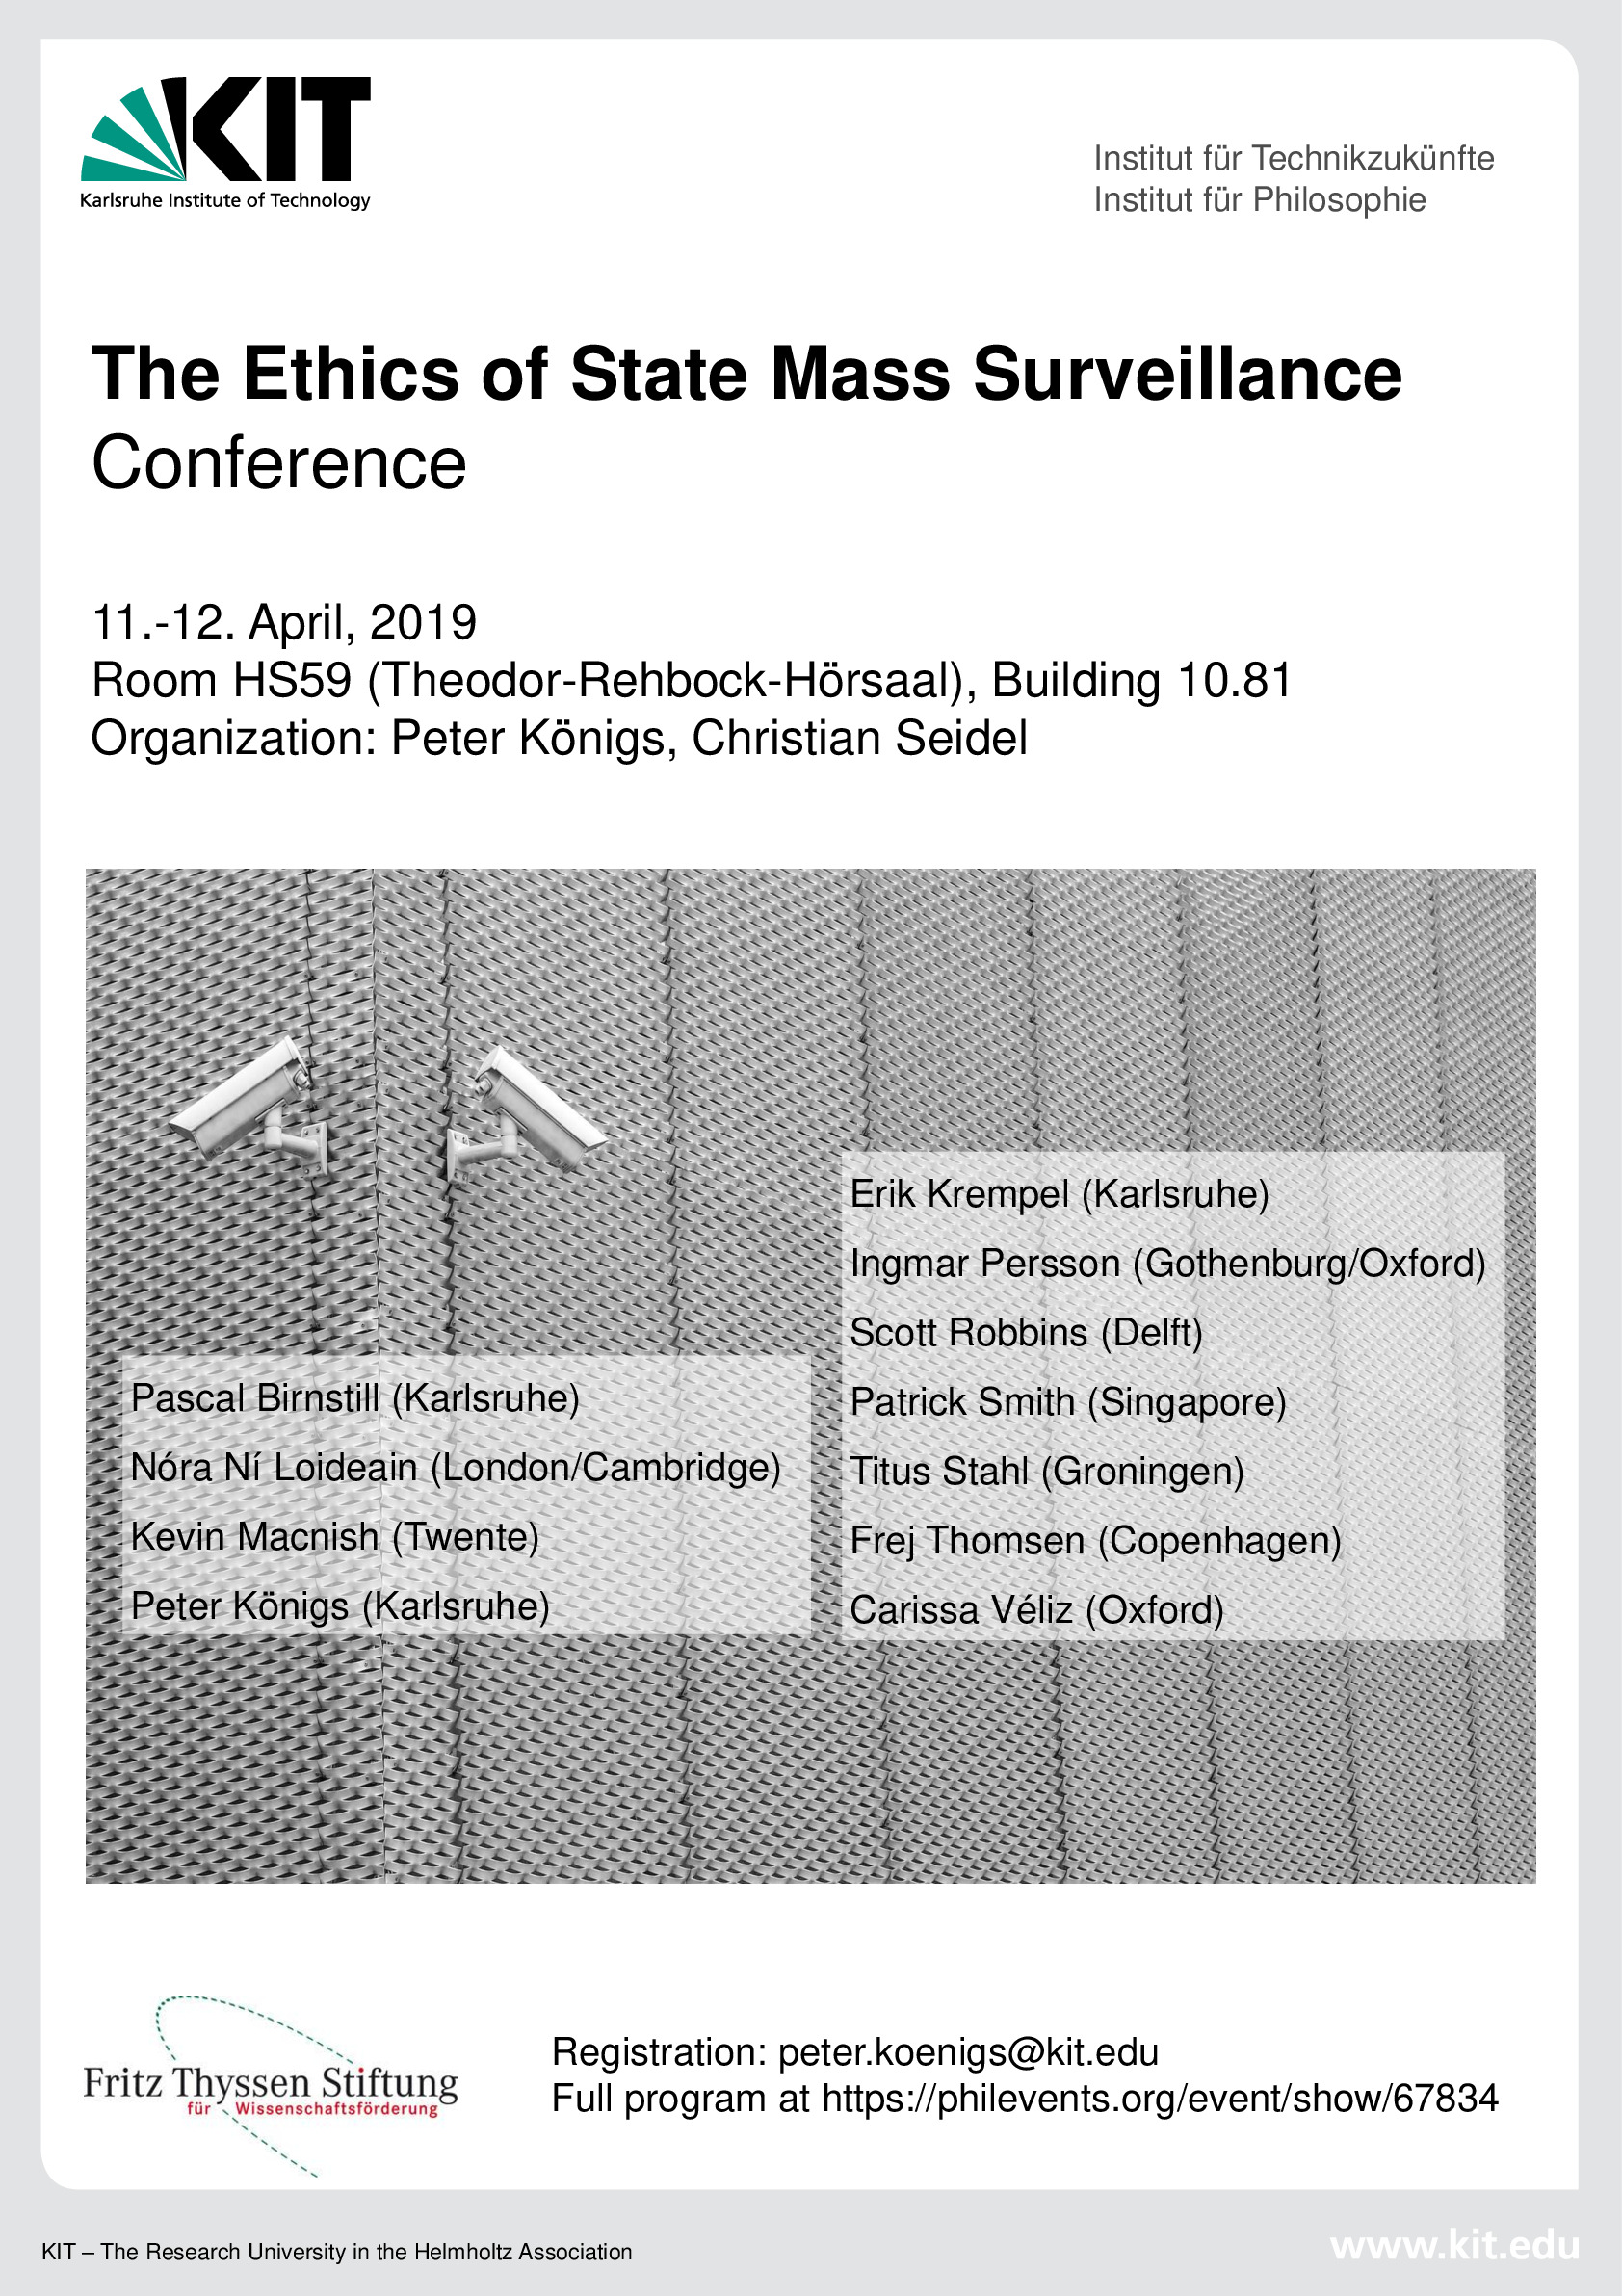 KIT
Karlsruhe Institute of Technology
Institut für Technikzukünfte
Institut für Philosophie
The Ethics of State Mass Surveillance
Conference
11.-12. April, 2019
Room HS59 (Theodor-Rehbock-Hörsaal), Building 10.81
Organization: Peter Königs, Christian Seidel
Pascal Birnstill (Karlsruhe)
Nóra Ní Loideain (London/Cambridge)
Kevin Macnish (Twente)
Peter Königs (Karlsruhe)
Erik Krempel (Karlsruhe)
Ingmar Persson (Gothenburg/Oxford)
Scott Robbins (Delft)
Patrick Smith (Singapore)
Titus Stahl (Groningen)
Frej Thomsen (Copenhagen)
Carissa Véliz (Oxford)
Fritz Thyssen Stiftung
für Wissenschaftsförderung
Registration: peter.koenigs@kit.edu
Full program at https://philevents.org/event/show/67834
KIT – The Research University in the Helmholtz Association
www.kit.edu